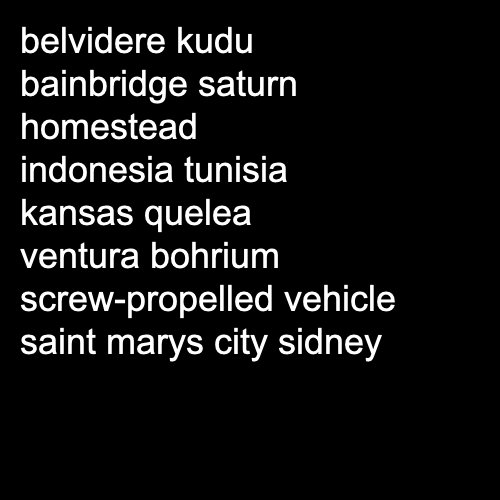 belvidere kudu
bainbridge saturn
homestead
indonesia tunisia
kansas quelea
ventura bohrium
screw-propelled vehicle
saint marys city sidney